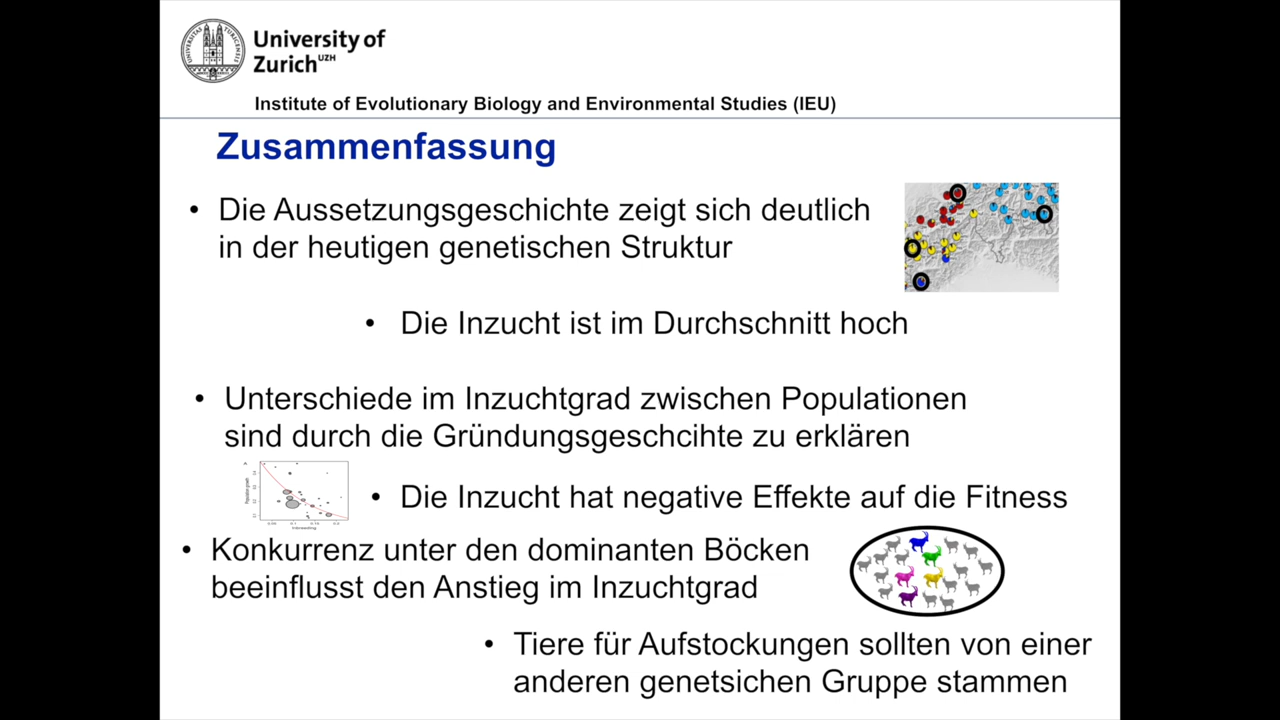 University of
Zurich UZH
Institute of Evolutionary Biology and Environmental Studies (IEU)
Zusammenfassung
• Die Aussetzungsgeschichte zeigt sich deutlich
in der heutigen genetischen Struktur
• Die Inzucht ist im Durchschnitt hoch
• Unterschiede im Inzuchtgrad zwischen Populationen
sind durch die Gründungsgeschcihte zu erklären
• Die Inzucht hat negative Effekte auf die Fitness
• Konkurrenz unter den dominanten Böcken
beeinflusst den Anstieg im Inzuchtgrad
• Tiere für Aufstockungen sollten von einer
anderen genetsichen Gruppe stammen